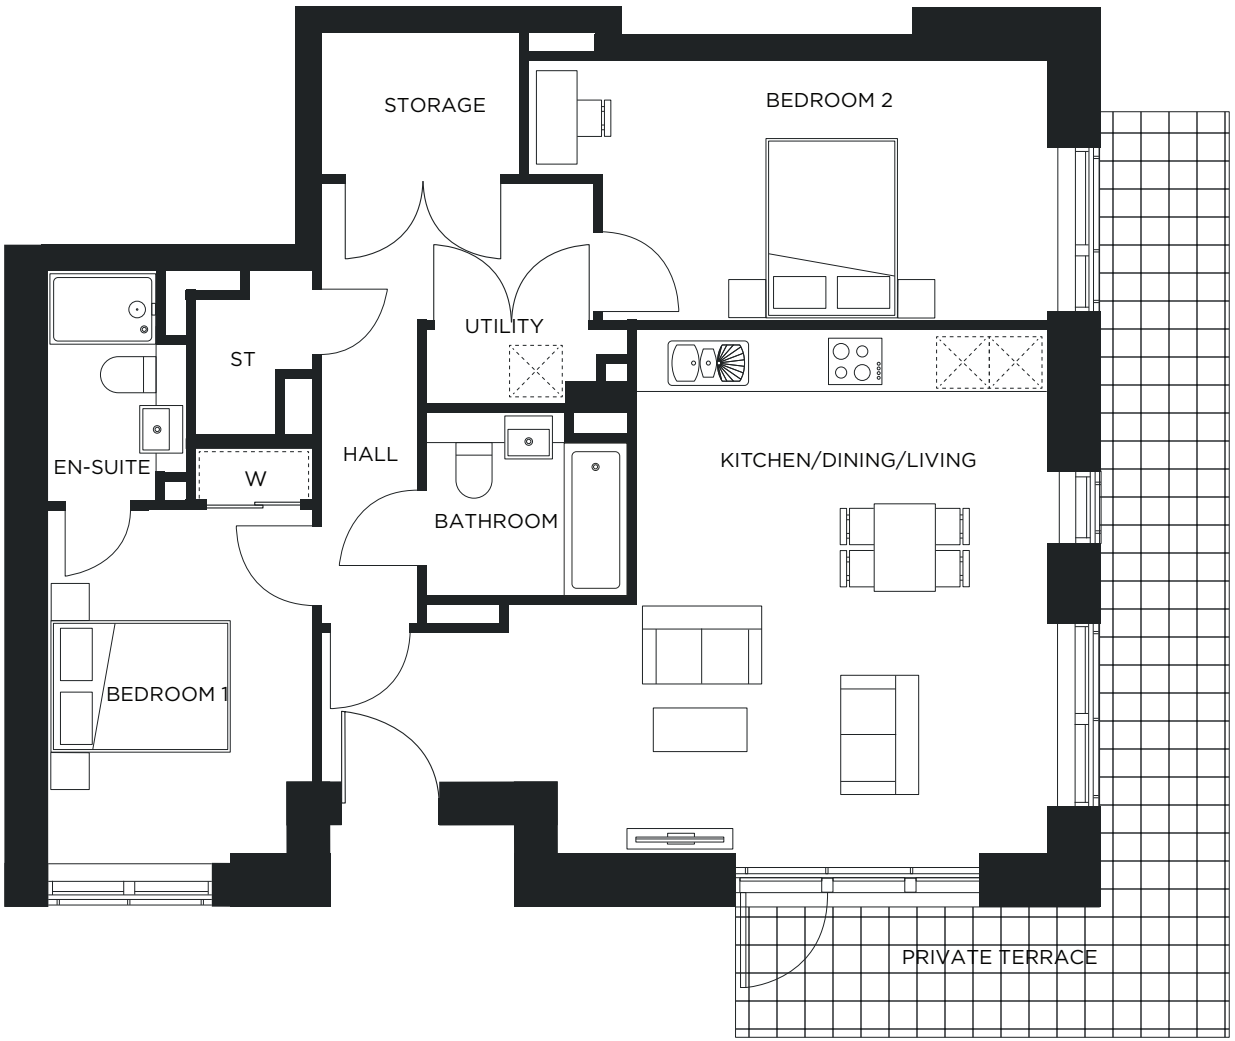 STORAGE
BEDROOM 2
UTILITY
ST
HALL
KITCHEN/DINING/LIVING
EN-SUITE
W
BATHROOM
BEDROOM 1
PRIVATE TERRACE